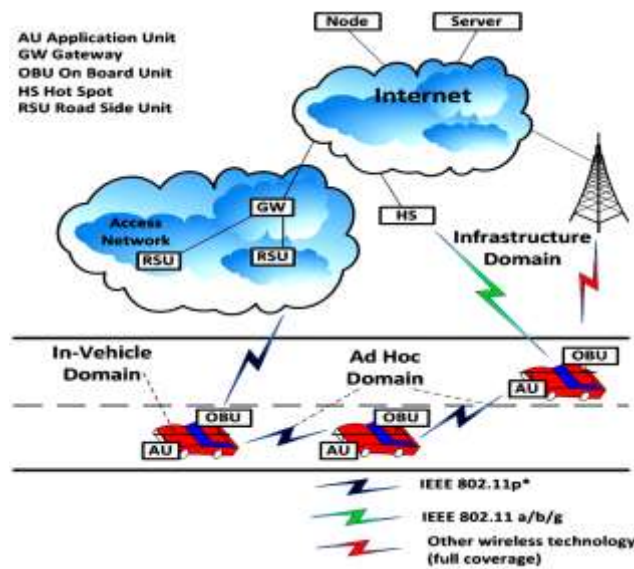 AU Application Unit
GW Gateway
OBU On Board Unit
HS Hot Spot
RSU Road Side Unit
Node
Server
Internet
GW
Access
Network
RSU
RSU
HS
Infrastructure
Domain
In-Vehicle
Domain
Ad Hoc
Domain
OBU
AU
OBU
AU
OBU
AU
IEEE 802.11p*
IEEE 802.11 a/b/g
Other wireless technology
(full coverage)